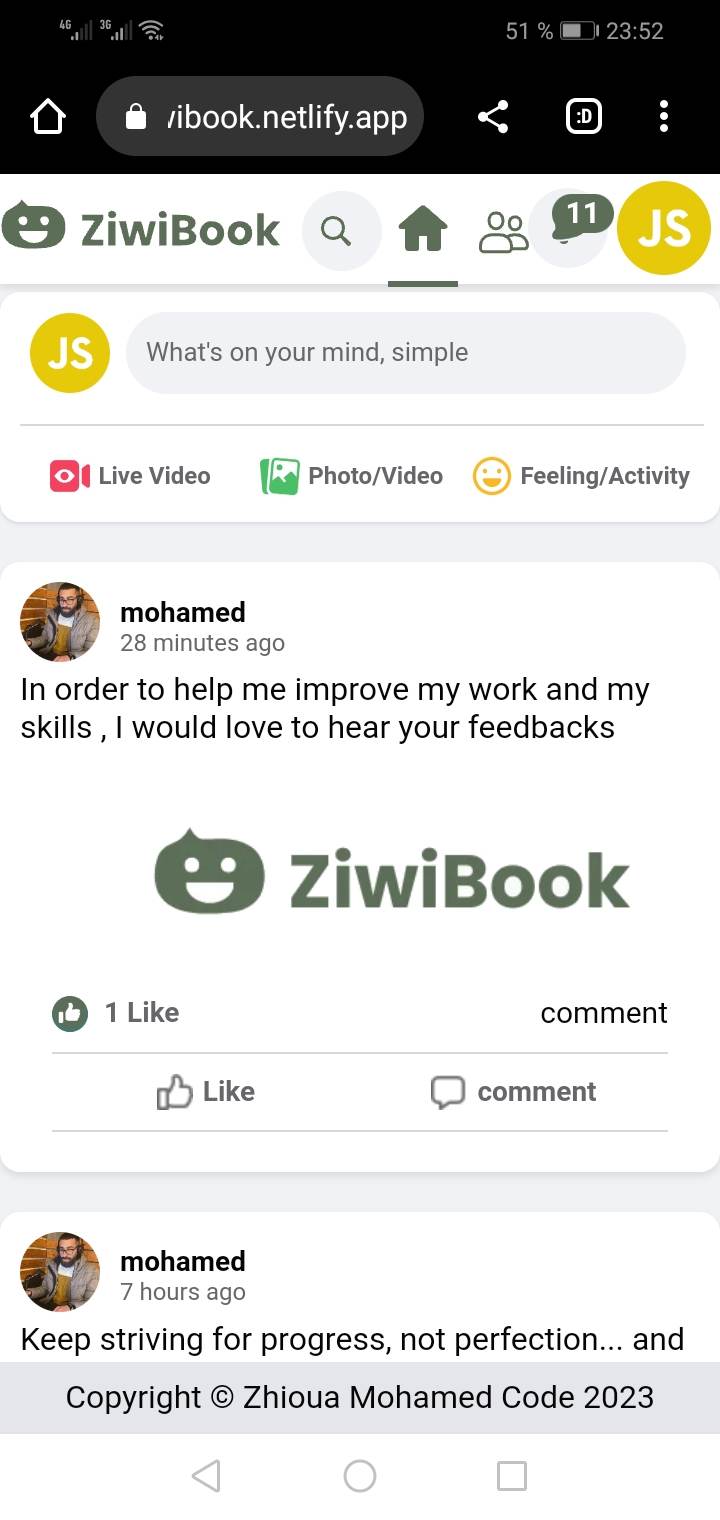 4G 3G 51 % 23:52
vibook.netlify.app :D
ZiwiBook 11 JS
JS What's on your mind, simple
Live Video Photo/Video Feeling/Activity
mohamed
28 minutes ago
In order to help me improve my work and my
skills , I would love to hear your feedbacks
ZiwiBook
1 Like comment
Like comment
mohamed
7 hours ago
Keep striving for progress, not perfection... and
Copyright © Zhioua Mohamed Code 2023